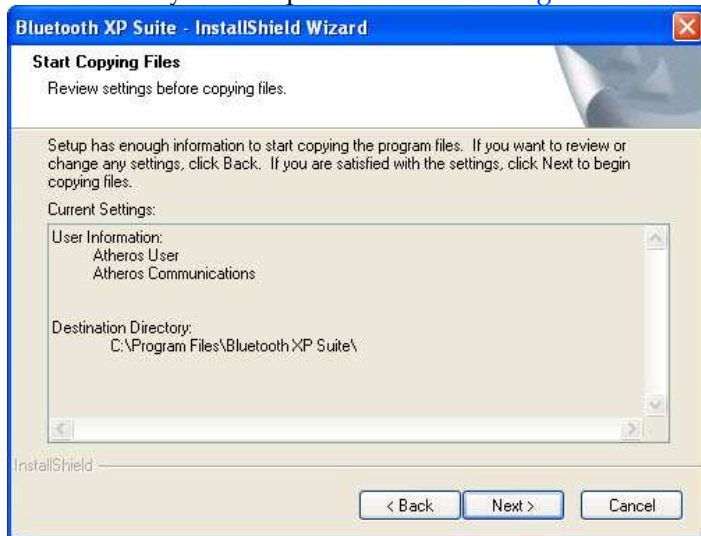 Bluetooth XP Suite - InstallShield Wizard
Start Copying Files
Review settings before copying files.
Setup has enough information to start copying the program files. If you want to review or
change any settings, click Back. If you are satisfied with the settings, click Next to begin
copying files.
Current Settings:
User Information:
Atheros User
Atheros Communications
Destination Directory:
C:\Program Files\Bluetooth XP Suite\
InstallShield
< Back
Next >
Cancel